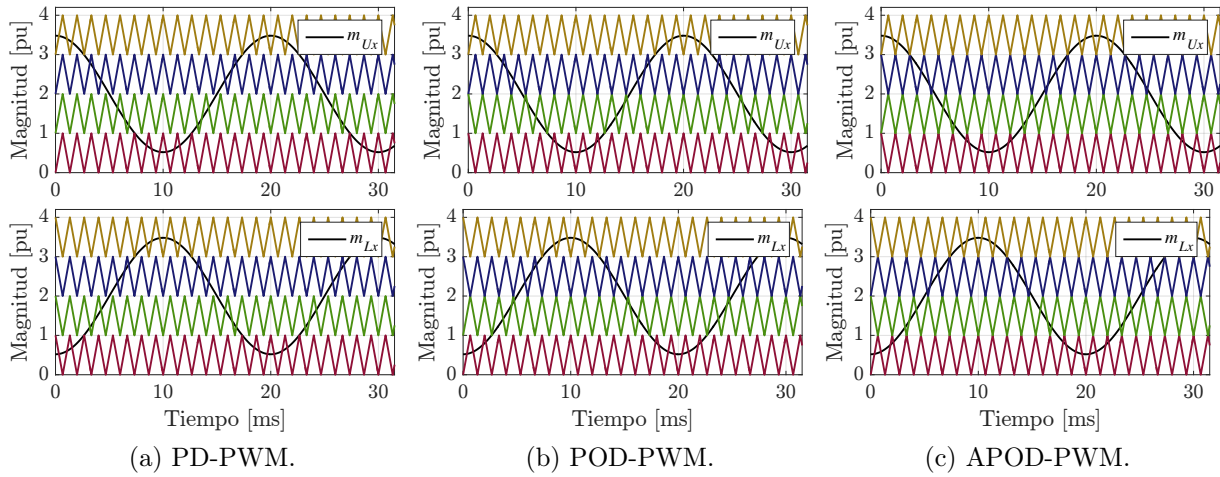 4
3
2
1
0
Magnitud [pu]
m_Ux
0 10 20 30
4
3
2
1
0
Magnitud [pu]
m_Ux
0 10 20 30
4
3
2
1
0
Magnitud [pu]
m_Ux
0 10 20 30
4
3
2
1
0
Magnitud [pu]
m_Lx
0 10 20 30
Tiempo [ms]
4
3
2
1
0
Magnitud [pu]
m_Lx
0 10 20 30
Tiempo [ms]
4
3
2
1
0
Magnitud [pu]
m_Lx
0 10 20 30
Tiempo [ms]
(a) PD-PWM.
(b) POD-PWM.
(c) APOD-PWM.